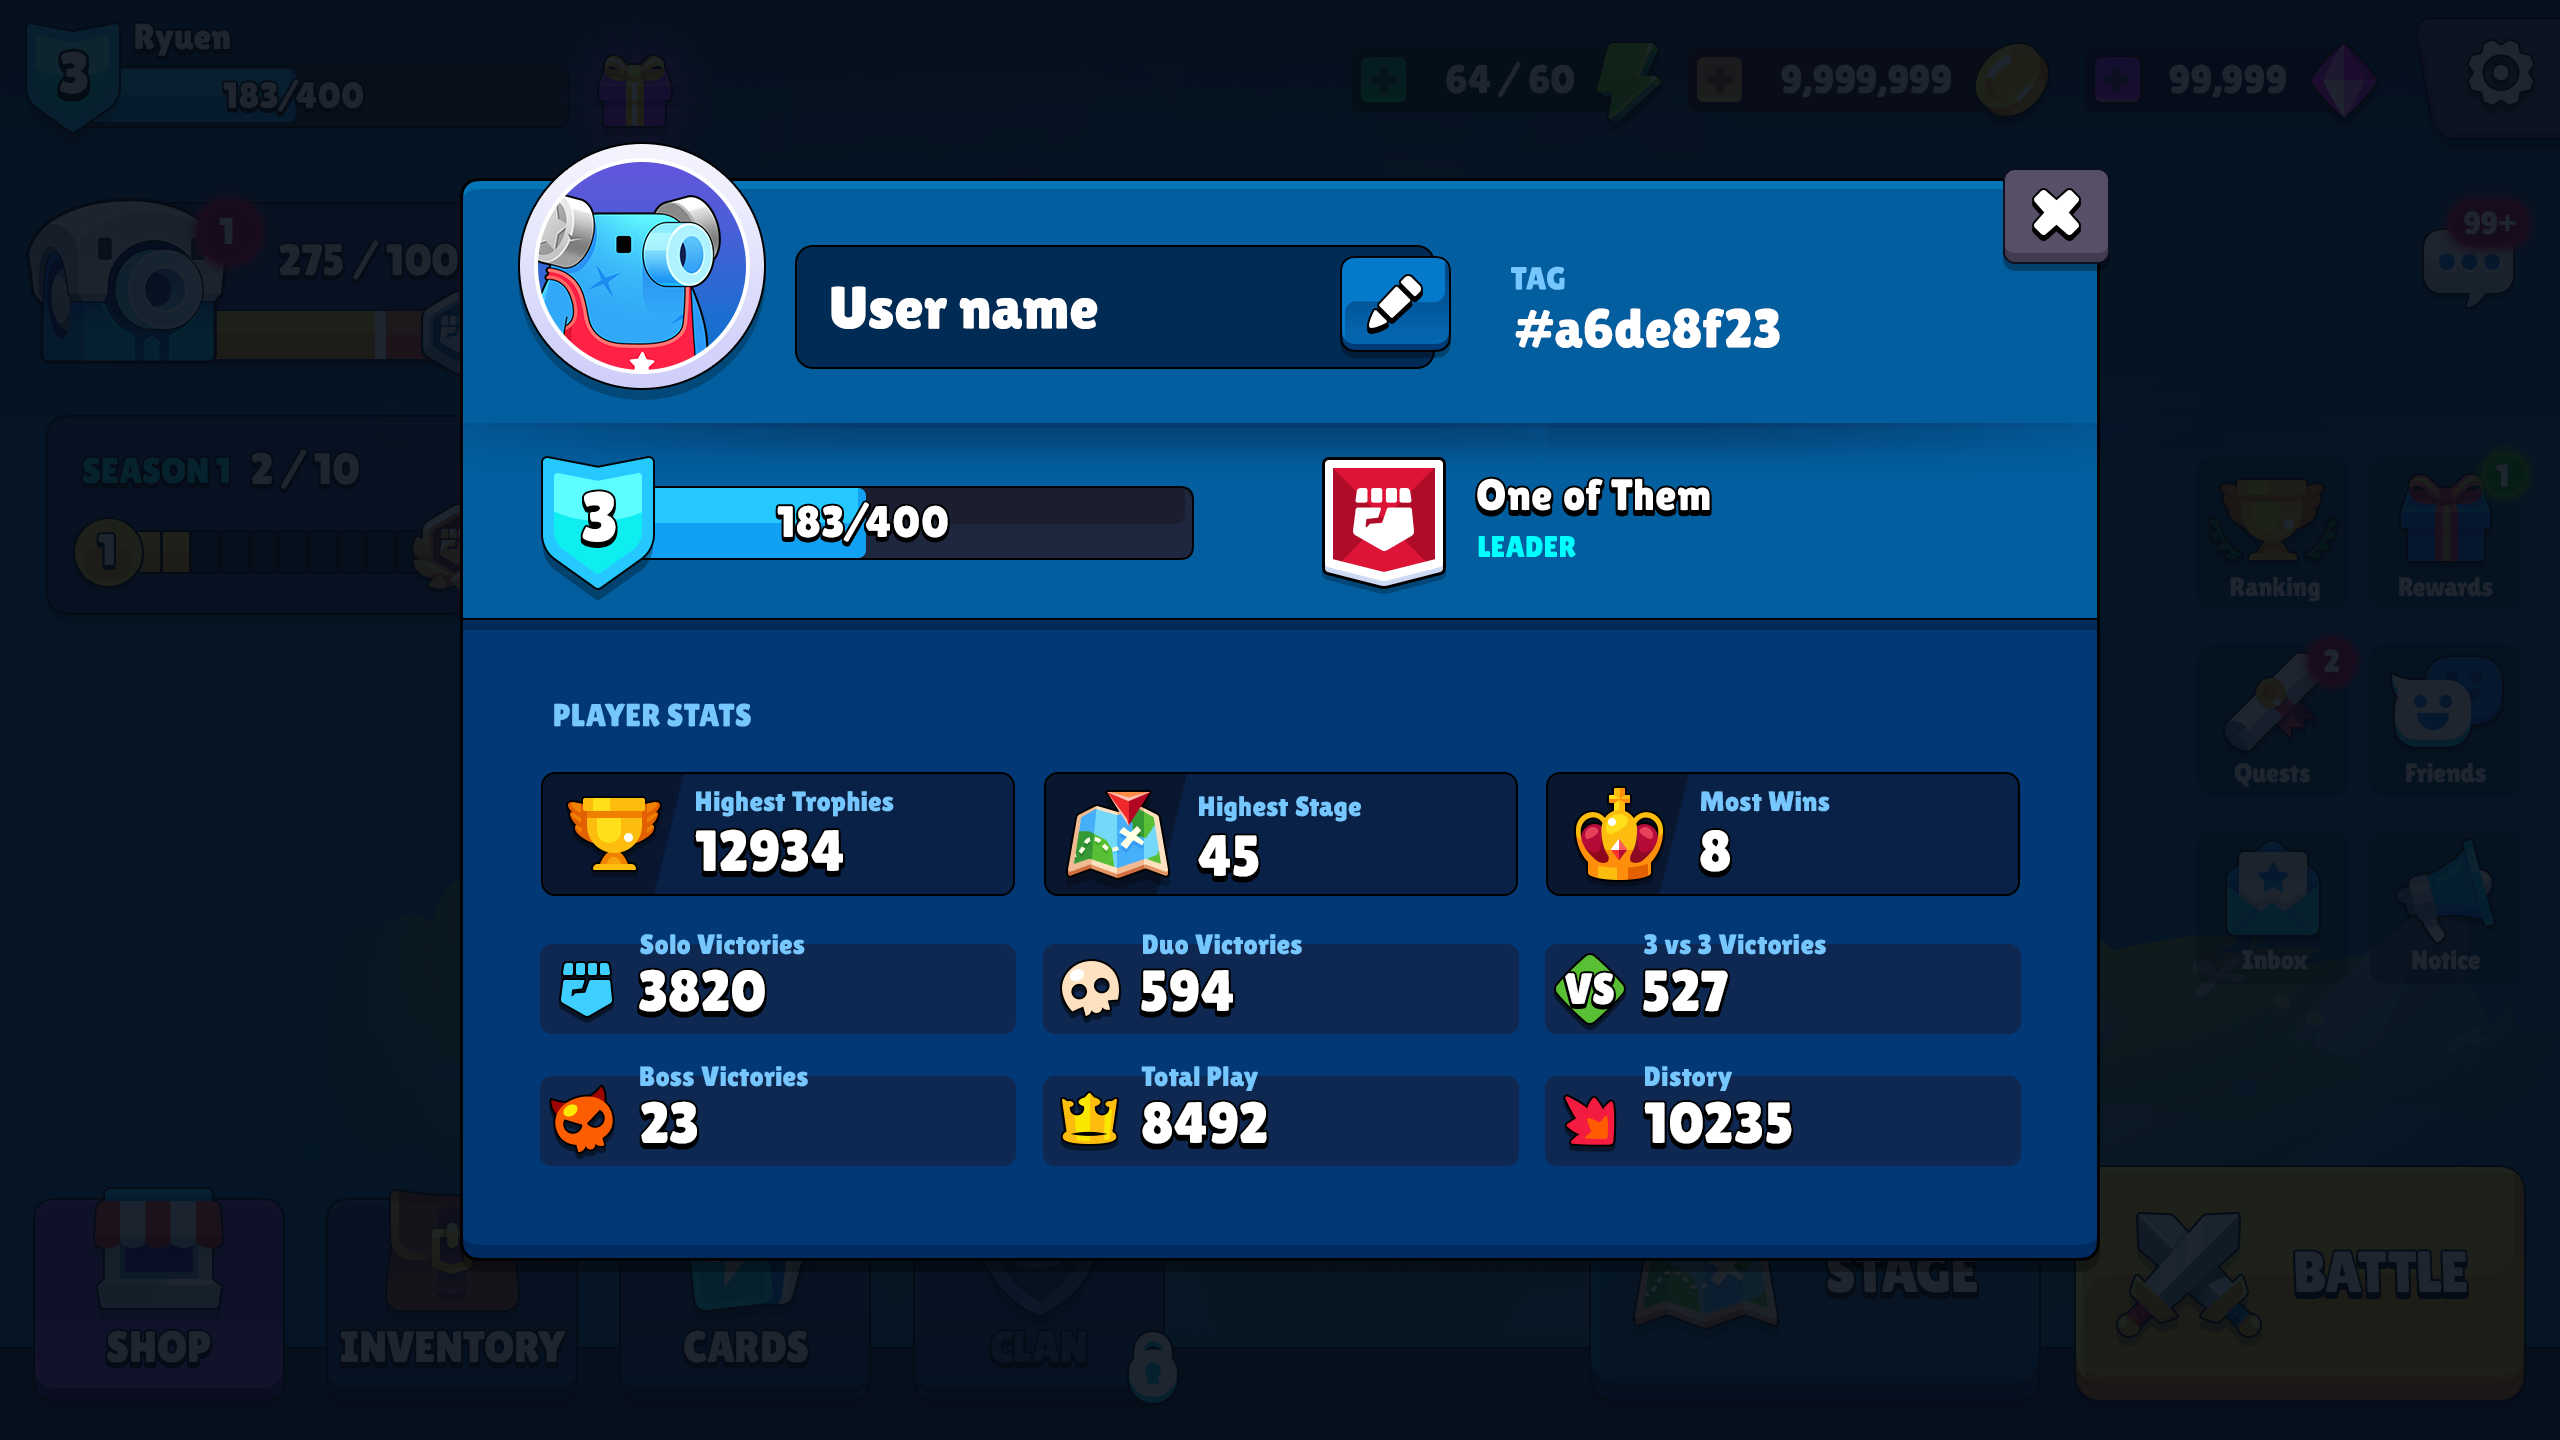 Ryuen
3
183/400
64 / 60
9,999,999
99,999
1
275 / 100
99+
User name
TAG
#a6de8f23
3
183/400
One of Them
LEADER
SEASON 1 2 / 10
1
Ranking
1
Rewards
2
Quests
Friends
Inbox
Notice
PLAYER STATS
Highest Trophies
12934
Highest Stage
45
Most Wins
8
Solo Victories
3820
Duo Victories
594
VS
3 vs 3 Victories
527
Boss Victories
23
Total Play
8492
Distory
10235
SHOP
INVENTORY
CARDS
CLAN
STAGE
BATTLE